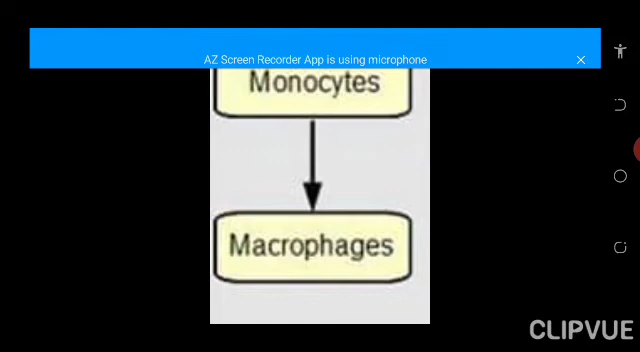 AZ Screen Recorder App is using microphone
Monocytes
Macrophages
CLIPVUE